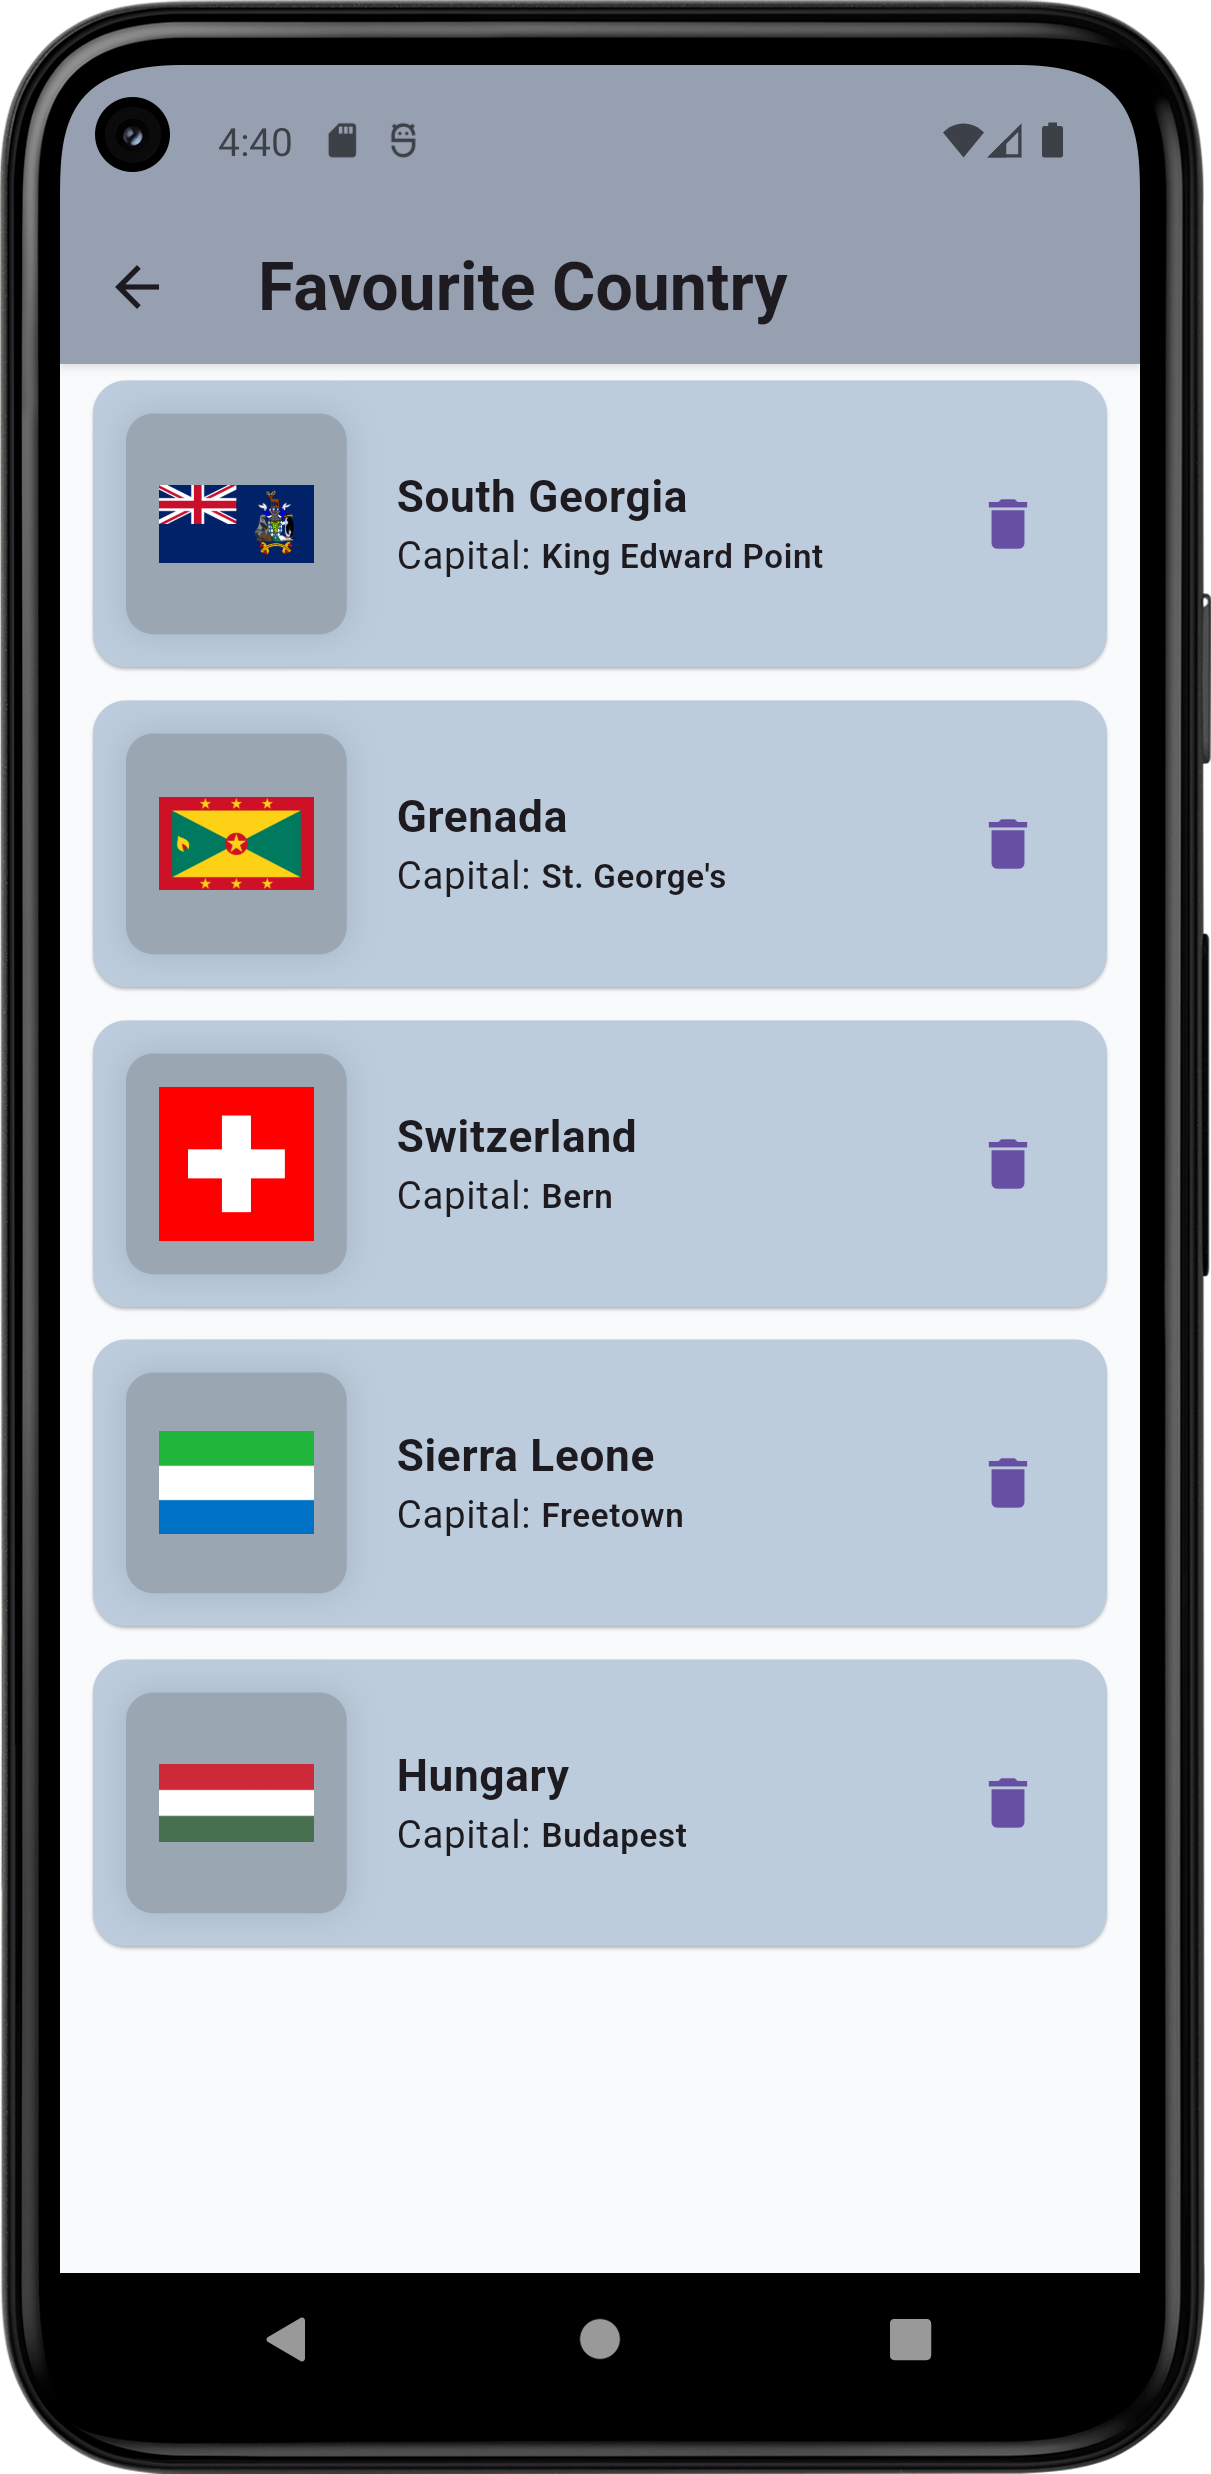 4:40
Favourite Country
South Georgia
Capital: King Edward Point
Grenada
Capital: St. George's
Switzerland
Capital: Bern
Sierra Leone
Capital: Freetown
Hungary
Capital: Budapest